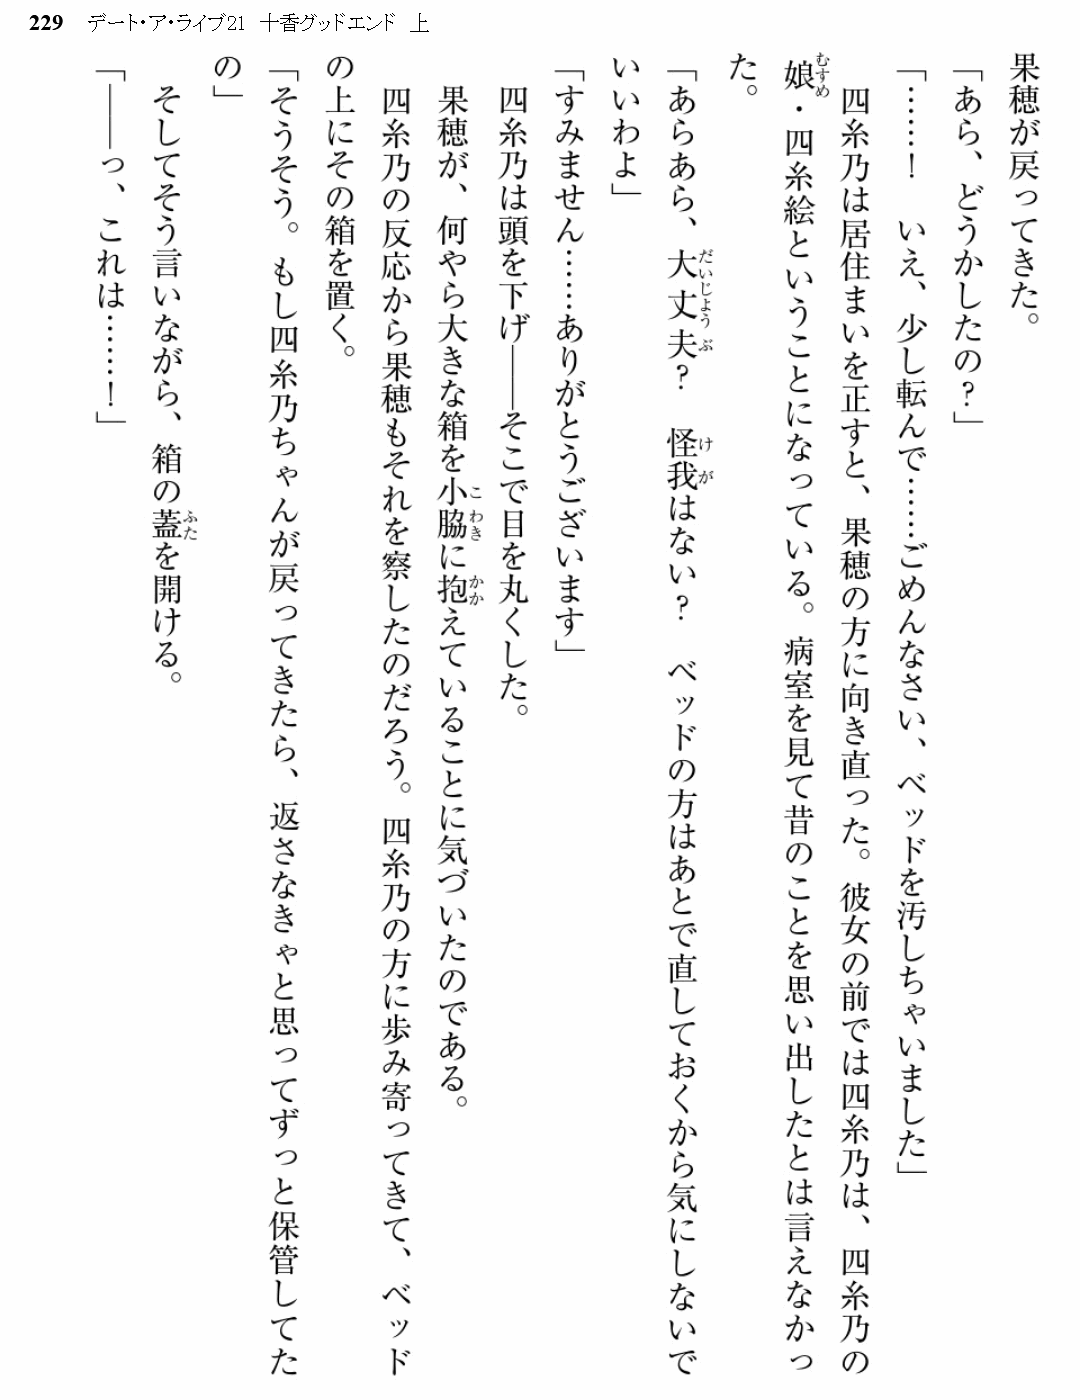 229 デート・ア・ライブ21 十香グッドエンド 上
果穂が戻ってきた。
「あら、どうかしたの？」
「……！　いえ、少し転んで……ごめんなさい、ベッドを汚しちゃいました」
　四糸乃は居住まいを正すと、果穂の方に向き直った。彼女の前では四糸乃は、四糸乃の
娘・四糸絵ということになっている。病室を見て昔のことを思い出したとは言えなかっ
た。
「あらあら、大丈夫？　怪我はない？　ベッドの方はあとで直しておくから気にしないで
いいわよ」
「すみません……ありがとうございます」
　四糸乃は頭を下げ――そこで目を丸くした。
　果穂が、何やら大きな箱を小脇に抱えていることに気づいたのである。
　四糸乃の反応から果穂もそれを察したのだろう。四糸乃の方に歩み寄ってきて、ベッド
の上にその箱を置く。
「そうそう。もし四糸乃ちゃんが戻ってきたら、返さなきゃと思ってずっと保管してた
の」
　そしてそう言いながら、箱の蓋を開ける。
「――っ、これは……！」